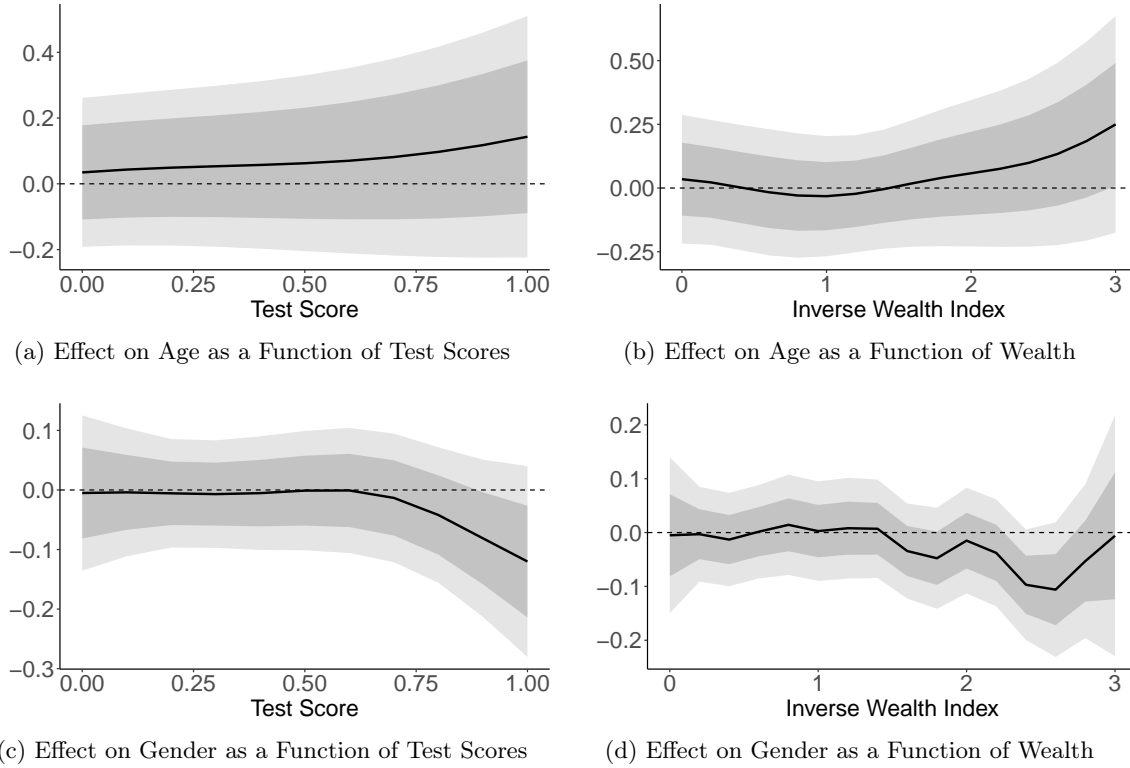 0.4
0.2
0.0
−0.2
0.00 0.25 0.50 0.75 1.00
Test Score
(a) Effect on Age as a Function of Test Scores
0.50
0.25
0.00
−0.25
0 1 2 3
Inverse Wealth Index
(b) Effect on Age as a Function of Wealth
0.1
0.0
−0.1
−0.2
−0.3
0.00 0.25 0.50 0.75 1.00
Test Score
(c) Effect on Gender as a Function of Test Scores
0.2
0.1
0.0
−0.1
−0.2
0 1 2 3
Inverse Wealth Index
(d) Effect on Gender as a Function of Wealth